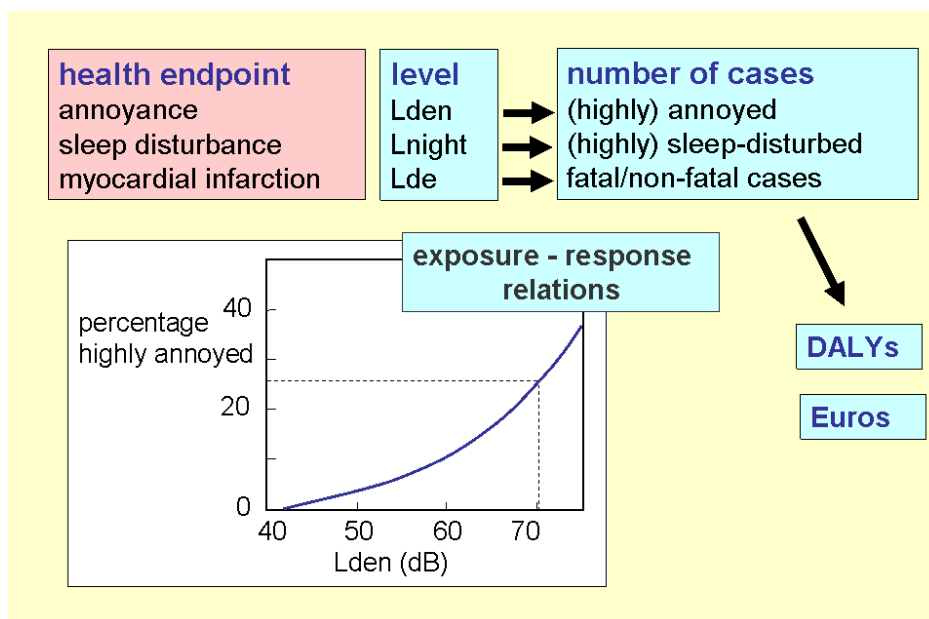 health endpoint
annoyance
sleep disturbance
myocardial infarction
level
Lden
Lnight
Lde
number of cases
(highly) annoyed
(highly) sleep-disturbed
fatal/non-fatal cases
exposure - response
relations
percentage
highly annoyed
40
20
0
40 50 60 70
Lden (dB)
DALYs
Euros